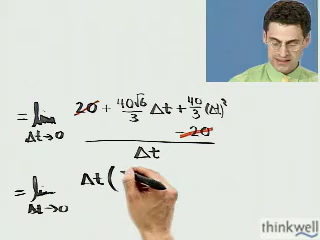 = lim Δt→0 20 + 40√6/3 Δt + 40/3 (Δt)² − 20
Δt
= lim Δt→0 Δt (
thinkwell